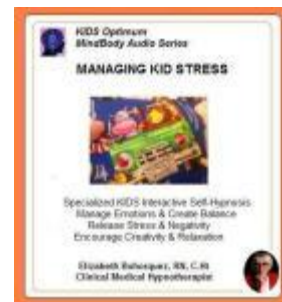 KIDS Optimum
MindBody Audio Series
MANAGING KID STRESS
Specialized KIDS Interactive Self-Hypnosis
Manage Emotions & Create Balance
Release Stress & Negativity
Encourage Creativity & Relaxation
Elizabeth Bohorquez, RN, C.Ht
Clinical Medical Hypnotherapist